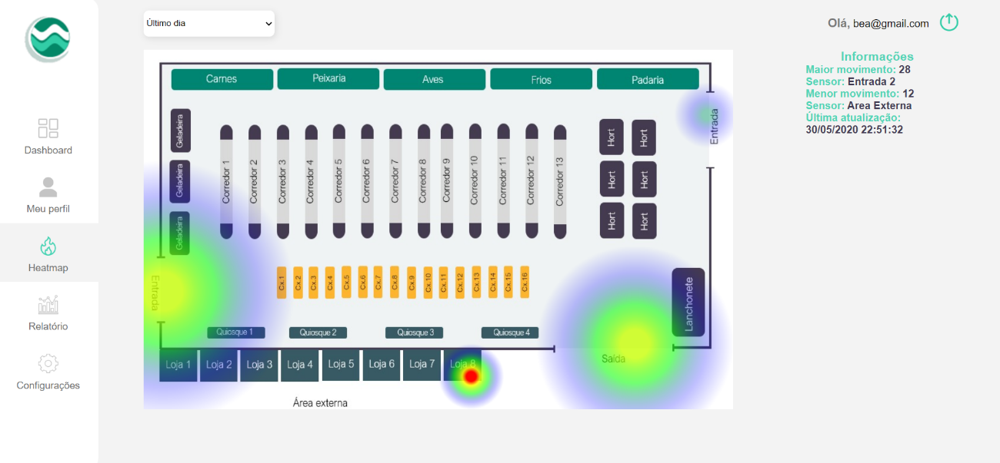 Último dia
Olá, bea@gmail.com
Dashboard
Meu perfil
Heatmap
Relatório
Configurações
Carnes
Peixaria
Aves
Frios
Padaria
Geladeira
Geladeira
Geladeira
Corredor 1
Corredor 2
Corredor 3
Corredor 4
Corredor 5
Corredor 6
Corredor 7
Corredor 8
Corredor 9
Corredor 10
Corredor 11
Corredor 12
Corredor 13
Hort
Hort
Hort
Hort
Hort
Hort
Entrada
Entrada
Cx.1
Cx.2
Cx.3
Cx.4
Cx.5
Cx.6
Cx.7
Cx.8
Cx.9
Cx.10
Cx.11
Cx.12
Cx.13
Cx.14
Cx.15
Cx.16
Lanchonete
Quiosque 1
Quiosque 2
Quiosque 3
Quiosque 4
Saída
Loja 1
Loja 2
Loja 3
Loja 4
Loja 5
Loja 6
Loja 7
Loja 8
Área externa
Informações
Maior movimento: 28
Sensor: Entrada 2
Menor movimento: 12
Sensor: Area Externa
Última atualização:
30/05/2020 22:51:32